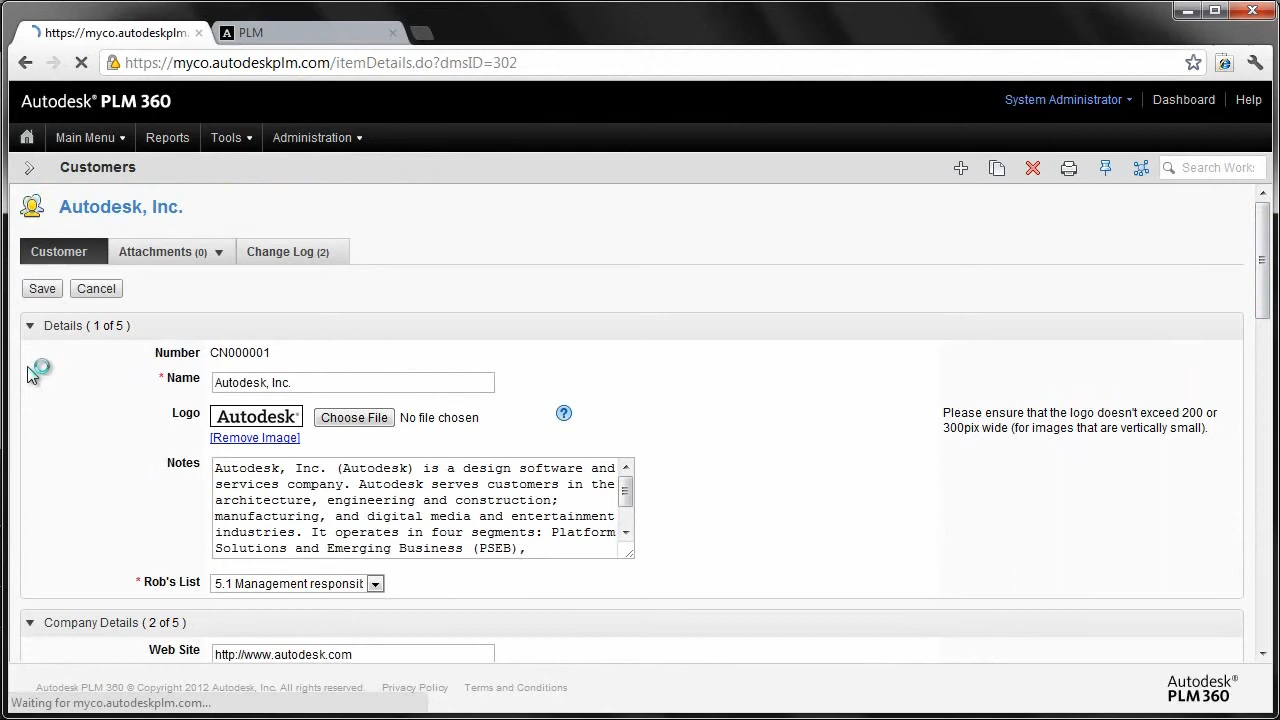 https://myco.autodeskplm.
PLM
https://myco.autodeskplm.com/itemDetails.do?dmsID=302
Autodesk® PLM 360
System Administrator
Dashboard
Help
Main Menu
Reports
Tools
Administration
Customers
Search Works
Autodesk, Inc.
Customer
Attachments (0)
Change Log (2)
Save
Cancel
Details ( 1 of 5 )
Number
CN000001
* Name
Autodesk, Inc.
Logo
Autodesk®
Choose File
No file chosen
?
Please ensure that the logo doesn't exceed 200 or
300pix wide (for images that are vertically small).
[Remove Image]
Notes
Autodesk, Inc. (Autodesk) is a design software and
services company. Autodesk serves customers in the
architecture, engineering and construction;
manufacturing, and digital media and entertainment
industries. It operates in four segments: Platform
Solutions and Emerging Business (PSEB),
* Rob's List
5.1 Management responsib
Company Details ( 2 of 5 )
Web Site
http://www.autodesk.com
Autodesk PLM 360 © Copyright 2012 Autodesk, Inc. All rights reserved.
Privacy Policy
Terms and Conditions
Autodesk®
PLM360
Waiting for myco.autodeskplm.com...